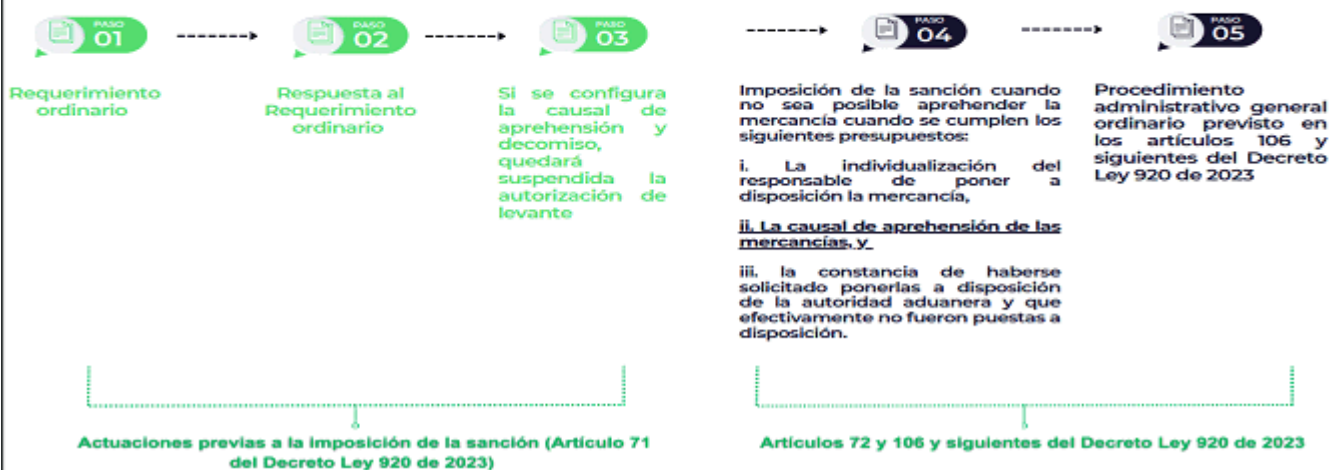 PASO
01
PASO
02
PASO
03
PASO
04
PASO
05
Requerimiento
ordinario
Respuesta al
Requerimiento
ordinario
Si se configura
la causal de
aprehensión y
decomiso,
quedará
suspendida la
autorización de
levante
Imposición de la sanción cuando
no sea posible aprehender la
mercancía cuando se cumplen los
siguientes presupuestos:
i. La individualización del
responsable de poner a
disposición la mercancía,
ii. La causal de aprehensión de las
mercancías, y
iii. la constancia de haberse
solicitado ponerlas a disposición
de la autoridad aduanera y que
efectivamente no fueron puestas a
disposición.
Procedimiento
administrativo general
ordinario previsto en
los artículos 106 y
siguientes del Decreto
Ley 920 de 2023
Actuaciones previas a la imposición de la sanción (Artículo 71
del Decreto Ley 920 de 2023)
Artículos 72 y 106 y siguientes del Decreto Ley 920 de 2023